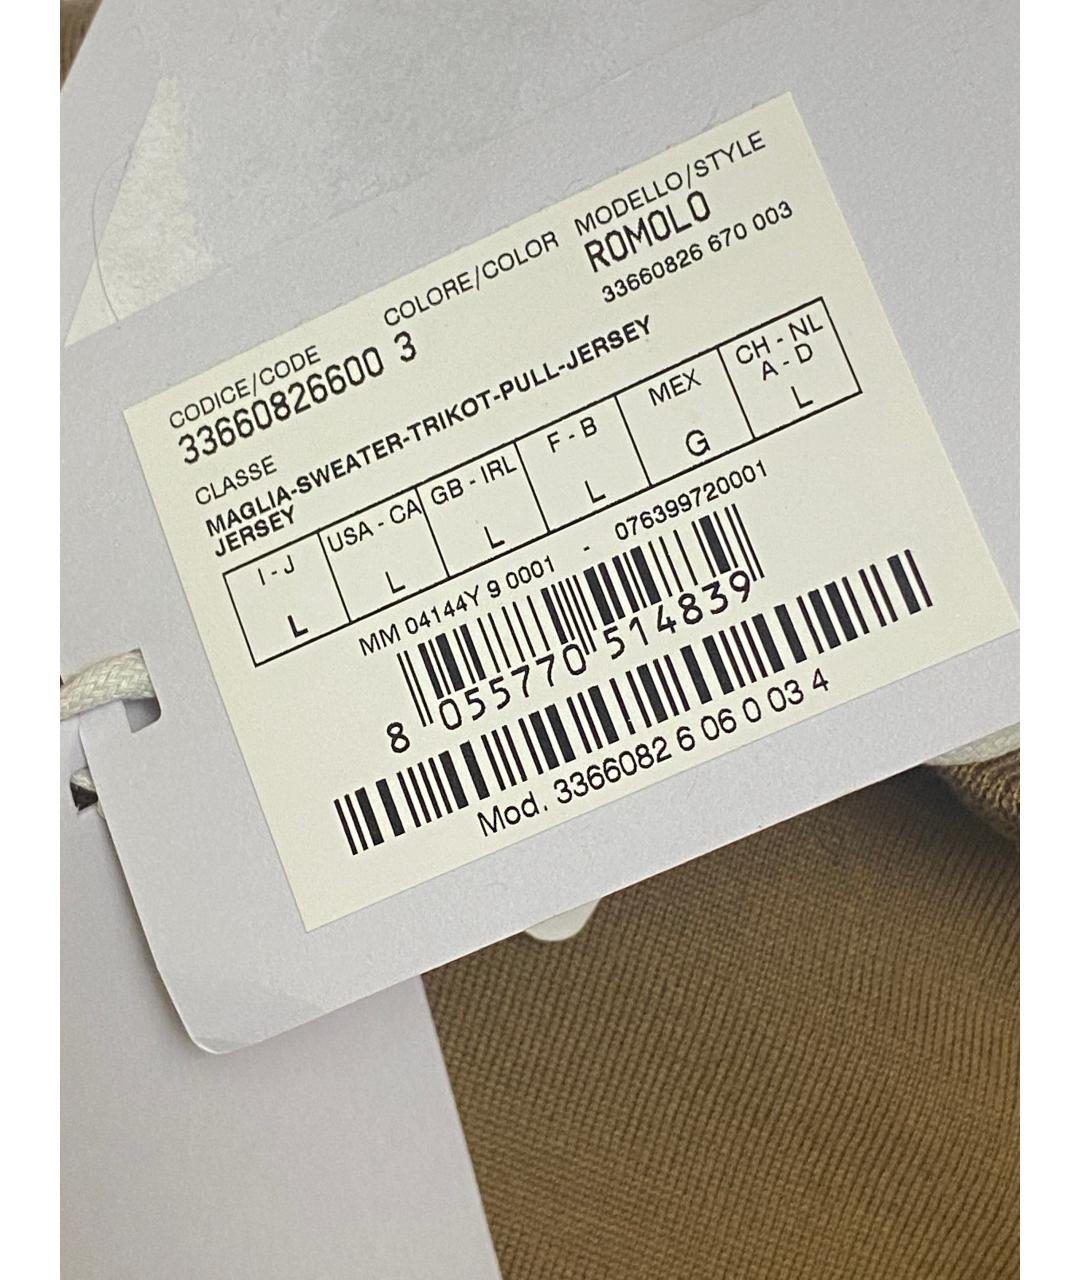 CODICE/CODE COLORE/COLOR MODELLO/STYLE
33660826600 3 ROMOLO
33660826 670 003
CLASSE
MAGLIA-SWEATER-TRIKOT-PULL-JERSEY
JERSEY
I - J USA - CA GB - IRL F - B MEX CH - NL
A - D
L L L L G L
MM 04144Y 9 0001 - 076399720001
8 055770 514839
Mod. 3366082 6 06 0 03 4